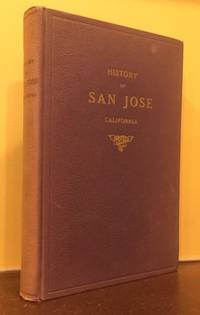 HISTORY
OF
SAN JOSE
CALIFORNIA